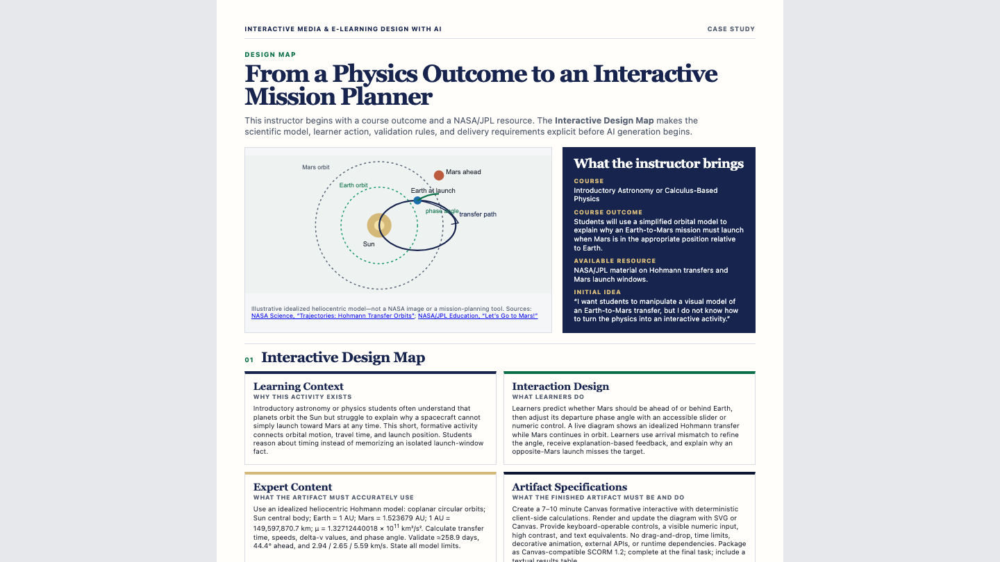 INTERACTIVE MEDIA & E-LEARNING DESIGN WITH AI
CASE STUDY
DESIGN MAP
From a Physics Outcome to an Interactive
Mission Planner
This instructor begins with a course outcome and a NASA/JPL resource. The Interactive Design Map makes the
scientific model, learner action, validation rules, and delivery requirements explicit before AI generation begins.
Mars orbit
Mars ahead
Earth orbit
Earth at launch
phase angle
transfer path
Sun
Illustrative idealized heliocentric model—not a NASA image or a mission-planning tool. Sources:
NASA Science, “Trajectories: Hohmann Transfer Orbits”; NASA/JPL Education, “Let’s Go to Mars!”
What the instructor brings
COURSE
Introductory Astronomy or Calculus-Based
Physics
COURSE OUTCOME
Students will use a simplified orbital model to
explain why an Earth-to-Mars mission must launch
when Mars is in the appropriate position relative
to Earth.
AVAILABLE RESOURCE
NASA/JPL material on Hohmann transfers and
Mars launch windows.
INITIAL IDEA
“I want students to manipulate a visual model of
an Earth-to-Mars transfer, but I do not know how
to turn the physics into an interactive activity.”
01 Interactive Design Map
Learning Context
WHY THIS ACTIVITY EXISTS
Introductory astronomy or physics students often understand that
planets orbit the Sun but struggle to explain why a spacecraft cannot
simply launch toward Mars at any time. This short, formative activity
connects orbital motion, travel time, and launch position. Students
reason about timing instead of memorizing an isolated launch-window
fact.
Interaction Design
WHAT LEARNERS DO
Learners predict whether Mars should be ahead of or behind Earth,
then adjust its departure phase angle with an accessible slider or
numeric control. A live diagram shows an idealized Hohmann transfer
while Mars continues in orbit. Learners use arrival mismatch to refine
the angle, receive explanation-based feedback, and explain why an
opposite-Mars launch misses the target.
Expert Content
WHAT THE ARTIFACT MUST ACCURATELY USE
Use an idealized heliocentric Hohmann model: coplanar circular orbits;
Sun central body; Earth = 1 AU; Mars = 1.523679 AU; 1 AU =
149,597,870.7 km; μ = 1.32712440018 × 10¹¹ km³/s². Calculate transfer
time, speeds, delta-v values, and phase angle. Validate ≈258.9 days,
44.4° ahead, and 2.94 / 2.65 / 5.59 km/s. State all model limits.
Artifact Specifications
WHAT THE FINISHED ARTIFACT MUST BE AND DO
Create a 7–10 minute Canvas formative interactive with deterministic
client-side calculations. Render and update the diagram with SVG or
Canvas. Provide keyboard-operable controls, a visible numeric input,
high contrast, and text equivalents. No drag-and-drop, time limits,
decorative animation, external APIs, or runtime dependencies. Package
as Canvas-compatible SCORM 1.2; complete at the final task; include a
textual results table.